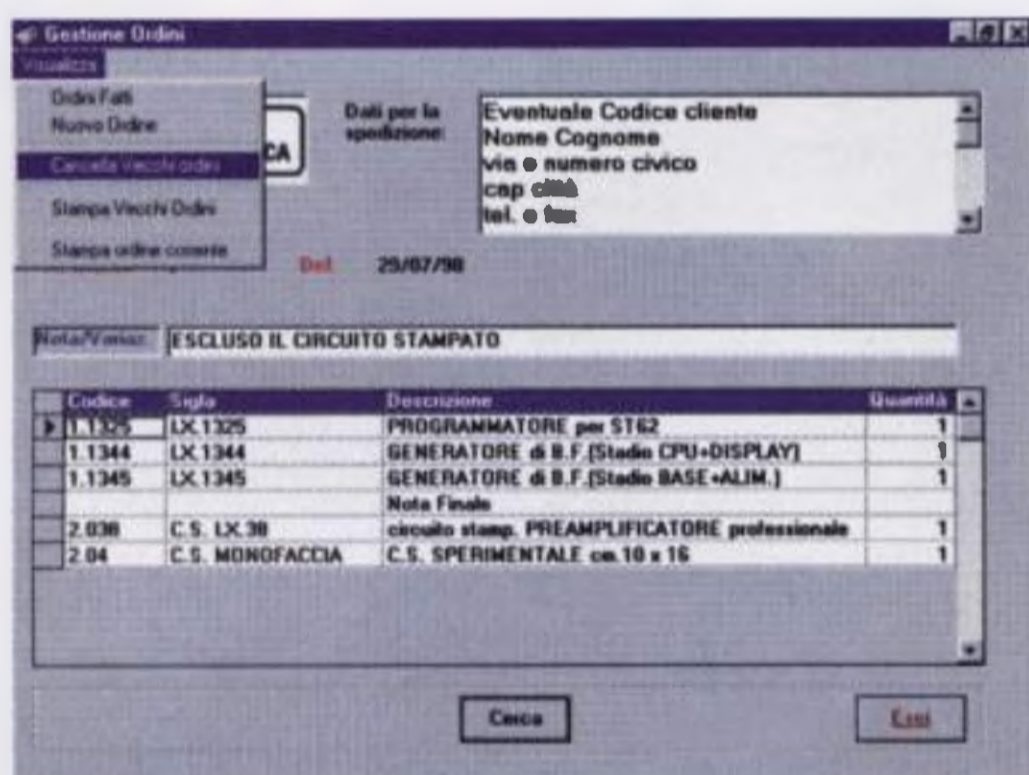 Gestione Ordini
Visualizza
Ordini Fatti
Nuovo Ordine
Cancella Vecchi ordini
Stampa Vecchi Ordini
Stampa ordine corrente
CA
Dati per la
spedizione:
Eventuale Codice cliente
Nome Cognome
via e numero civico
cap città
tel. e fax
Del 29/07/98
Nota/Variaz. ESCLUSO IL CIRCUITO STAMPATO
Codice Sigla Descrizione Quantità
1.1325 LX.1325 PROGRAMMATORE per ST62 1
1.1344 LX.1344 GENERATORE di B.F.(Stadio CPU+DISPLAY) 1
1.1345 LX.1345 GENERATORE di B.F.(Stadio BASE+ALIM.) 1
Nota Finale
2.038 C.S. LX.38 circuito stamp. PREAMPLIFICATORE professionale 1
2.04 C.S. MONOFACCIA C.S. SPERIMENTALE cm.10 x 16 1
Cerca
Esci